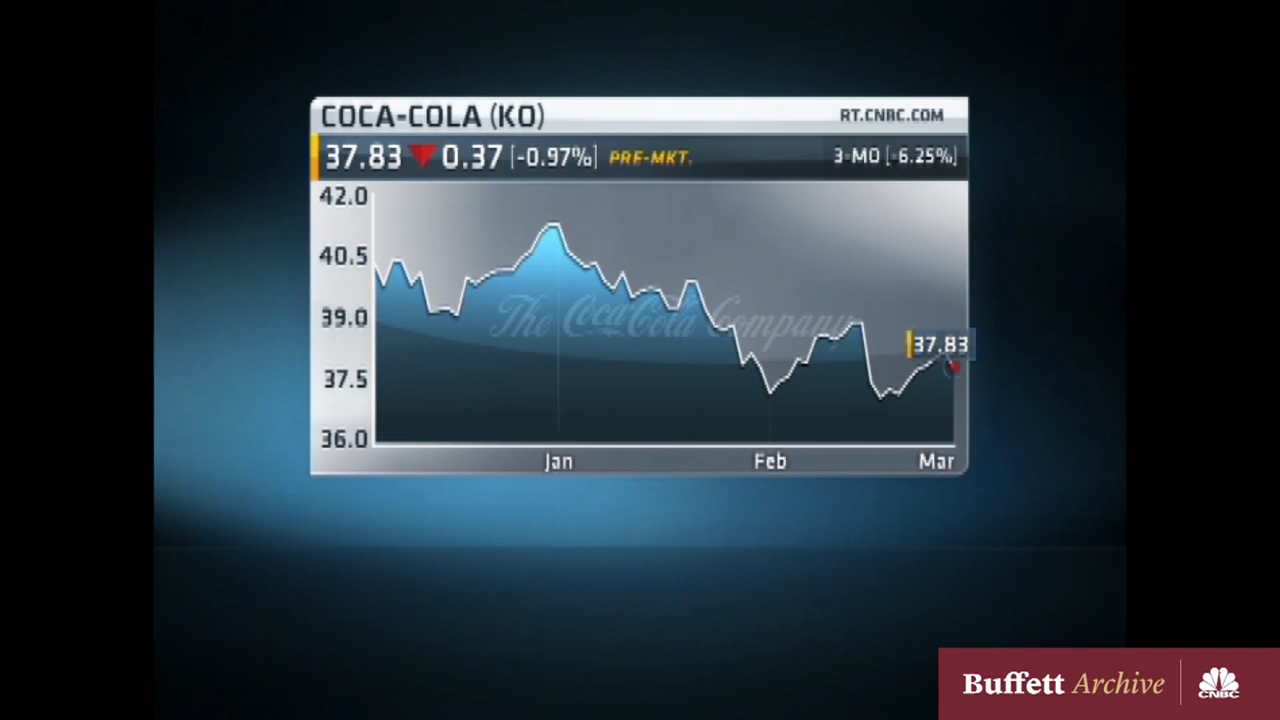 COCA-COLA (KO) RT.CNBC.COM
37.83 ▼ 0.37 [-0.97%] PRE-MKT. 3-MO [-6.25%]
42.0
40.5
39.0
The Coca-Cola Company
37.83
37.5
36.0
Jan Feb Mar
Buffett Archive CNBC